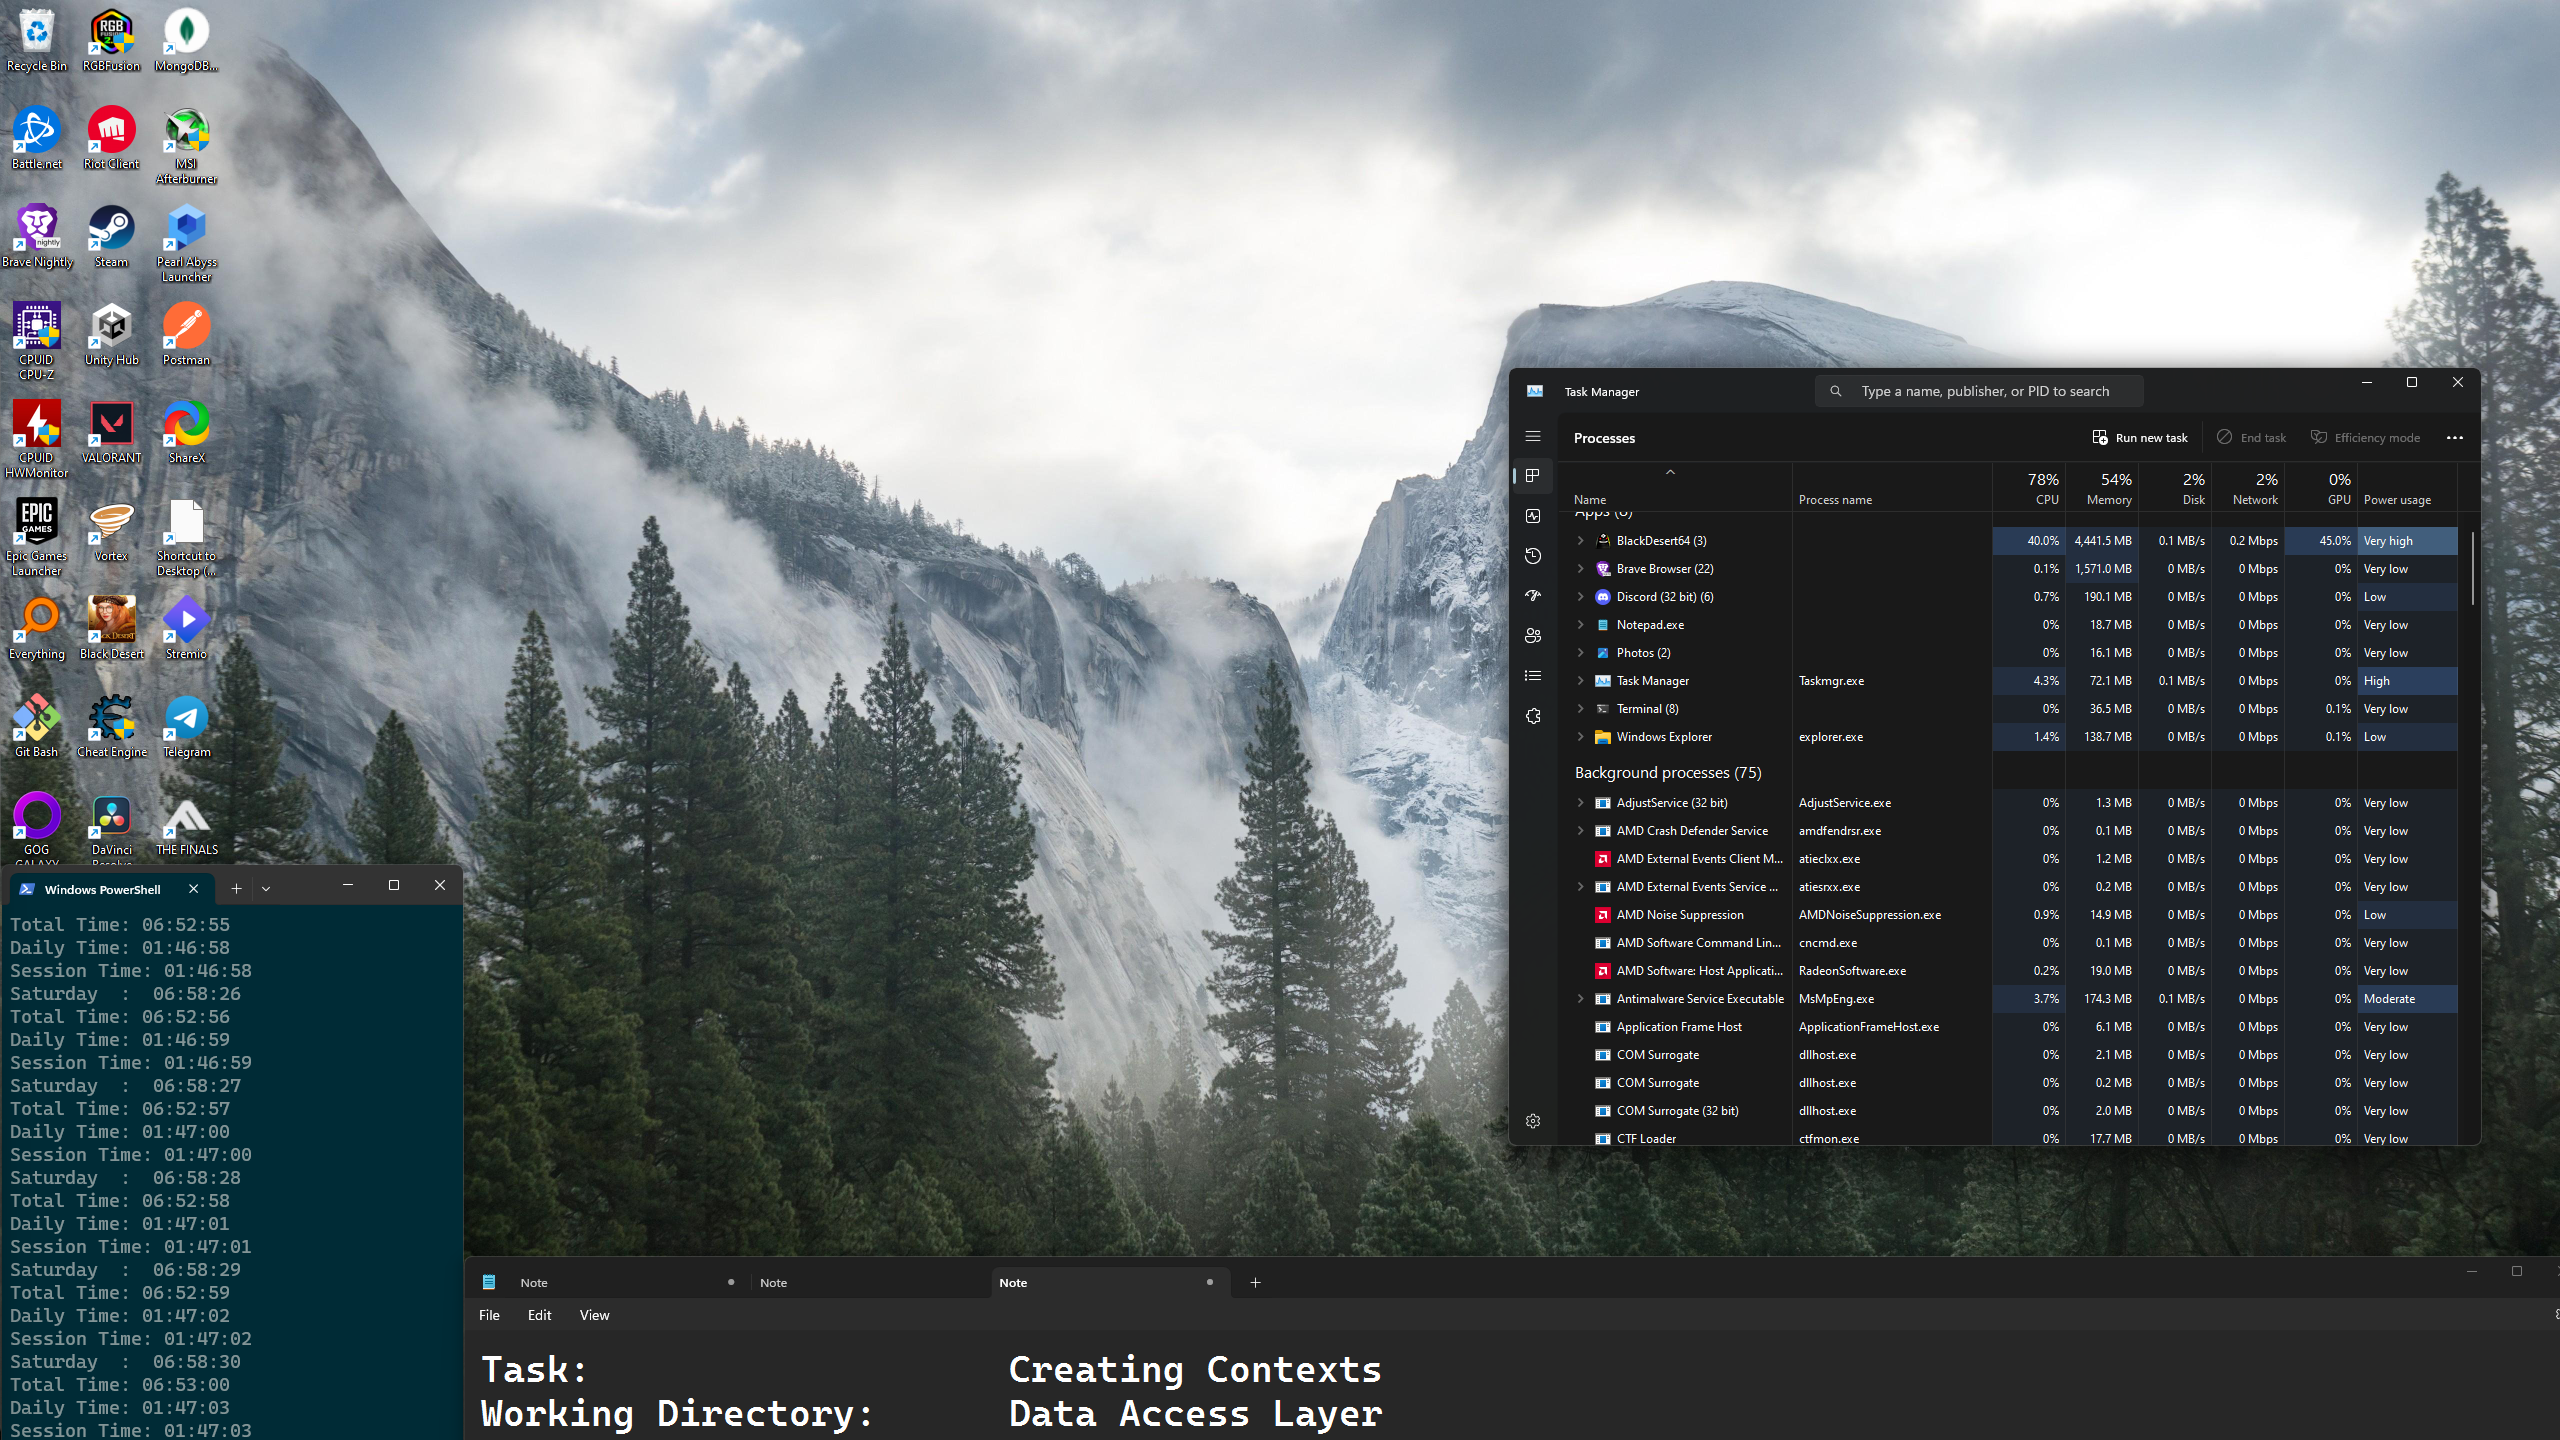 Recycle Bin
RGBFusion
MongoDB...
Battle.net
Riot Client
MSI Afterburner
Brave Nightly
Steam
Pearl Abyss Launcher
CPUID CPU-Z
Unity Hub
Postman
CPUID HWMonitor
VALORANT
ShareX
Epic Games Launcher
Vortex
Shortcut to Desktop (...
Everything
Black Desert
Stremio
Git Bash
Cheat Engine
Telegram
GOG GALAXY
DaVinci Resolve
THE FINALS
Task Manager
Type a name, publisher, or PID to search
Processes
Run new task
End task
Efficiency mode
78% 54% 2% 2% 0%
Name Process name CPU Memory Disk Network GPU Power usage
Apps (8)
BlackDesert64 (3) 40.0% 4,441.5 MB 0.1 MB/s 0.2 Mbps 45.0% Very high
Brave Browser (22) 0.1% 1,571.0 MB 0 MB/s 0 Mbps 0% Very low
Discord (32 bit) (6) 0.7% 190.1 MB 0 MB/s 0 Mbps 0% Low
Notepad.exe 0% 18.7 MB 0 MB/s 0 Mbps 0% Very low
Photos (2) 0% 16.1 MB 0 MB/s 0 Mbps 0% Very low
Task Manager Taskmgr.exe 4.3% 72.1 MB 0.1 MB/s 0 Mbps 0% High
Terminal (8) 0% 36.5 MB 0 MB/s 0 Mbps 0.1% Very low
Windows Explorer explorer.exe 1.4% 138.7 MB 0 MB/s 0 Mbps 0.1% Low
Background processes (75)
AdjustService (32 bit) AdjustService.exe 0% 1.3 MB 0 MB/s 0 Mbps 0% Very low
AMD Crash Defender Service amdfendrsr.exe 0% 0.1 MB 0 MB/s 0 Mbps 0% Very low
AMD External Events Client M... atieclxx.exe 0% 1.2 MB 0 MB/s 0 Mbps 0% Very low
AMD External Events Service ... atiesrxx.exe 0% 0.2 MB 0 MB/s 0 Mbps 0% Very low
AMD Noise Suppression AMDNoiseSuppression.exe 0.9% 14.9 MB 0 MB/s 0 Mbps 0% Low
AMD Software Command Lin... cncmd.exe 0% 0.1 MB 0 MB/s 0 Mbps 0% Very low
AMD Software: Host Applicati... RadeonSoftware.exe 0.2% 19.0 MB 0 MB/s 0 Mbps 0% Very low
Antimalware Service Executable MsMpEng.exe 3.7% 174.3 MB 0.1 MB/s 0 Mbps 0% Moderate
Application Frame Host ApplicationFrameHost.exe 0% 6.1 MB 0 MB/s 0 Mbps 0% Very low
COM Surrogate dllhost.exe 0% 2.1 MB 0 MB/s 0 Mbps 0% Very low
COM Surrogate dllhost.exe 0% 0.2 MB 0 MB/s 0 Mbps 0% Very low
COM Surrogate (32 bit) dllhost.exe 0% 2.0 MB 0 MB/s 0 Mbps 0% Very low
CTF Loader ctfmon.exe 0% 17.7 MB 0 MB/s 0 Mbps 0% Very low
Windows PowerShell
Total Time: 06:52:55
Daily Time: 01:46:58
Session Time: 01:46:58
Saturday : 06:58:26
Total Time: 06:52:56
Daily Time: 01:46:59
Session Time: 01:46:59
Saturday : 06:58:27
Total Time: 06:52:57
Daily Time: 01:47:00
Session Time: 01:47:00
Saturday : 06:58:28
Total Time: 06:52:58
Daily Time: 01:47:01
Session Time: 01:47:01
Saturday : 06:58:29
Total Time: 06:52:59
Daily Time: 01:47:02
Session Time: 01:47:02
Saturday : 06:58:30
Total Time: 06:53:00
Daily Time: 01:47:03
Session Time: 01:47:03
Note Note Note
File Edit View
Task: Creating Contexts
Working Directory: Data Access Layer